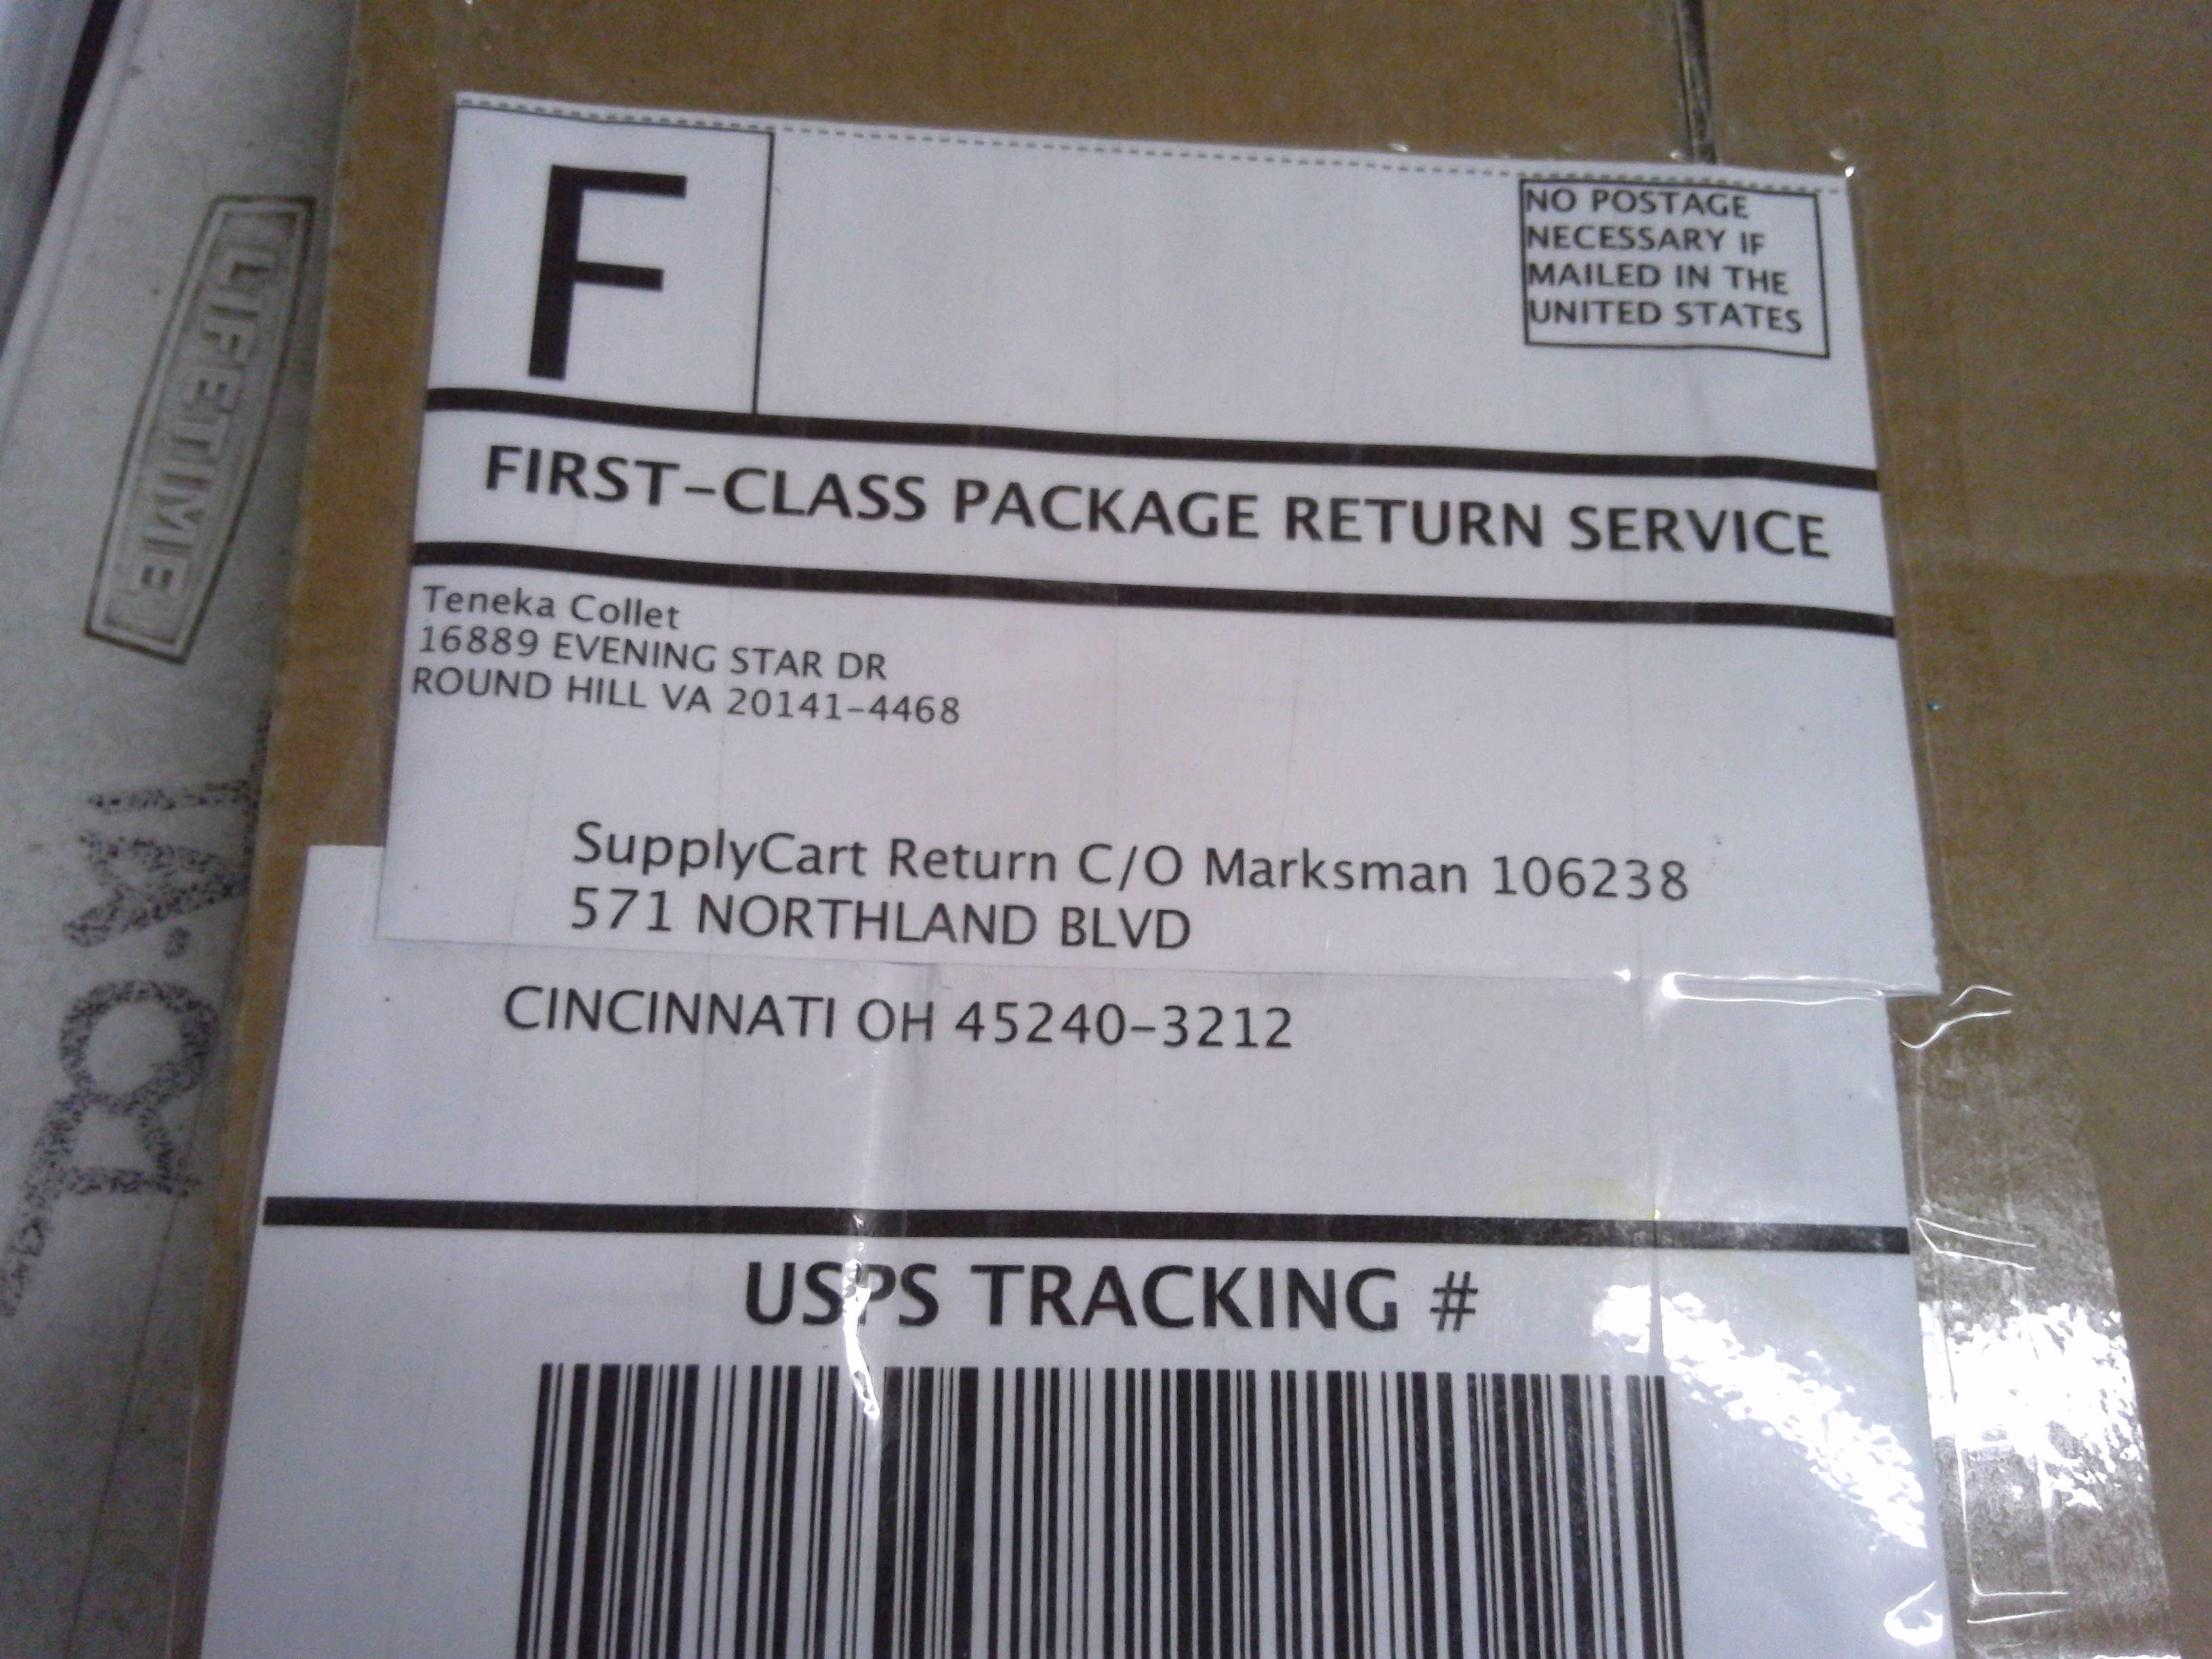 F
NO POSTAGE
NECESSARY IF
MAILED IN THE
UNITED STATES
FIRST-CLASS PACKAGE RETURN SERVICE
Teneka Collet
16889 EVENING STAR DR
ROUND HILL VA 20141-4468
SupplyCart Return C/O Marksman 106238
571 NORTHLAND BLVD
CINCINNATI OH 45240-3212
USPS TRACKING #
LIFETIME